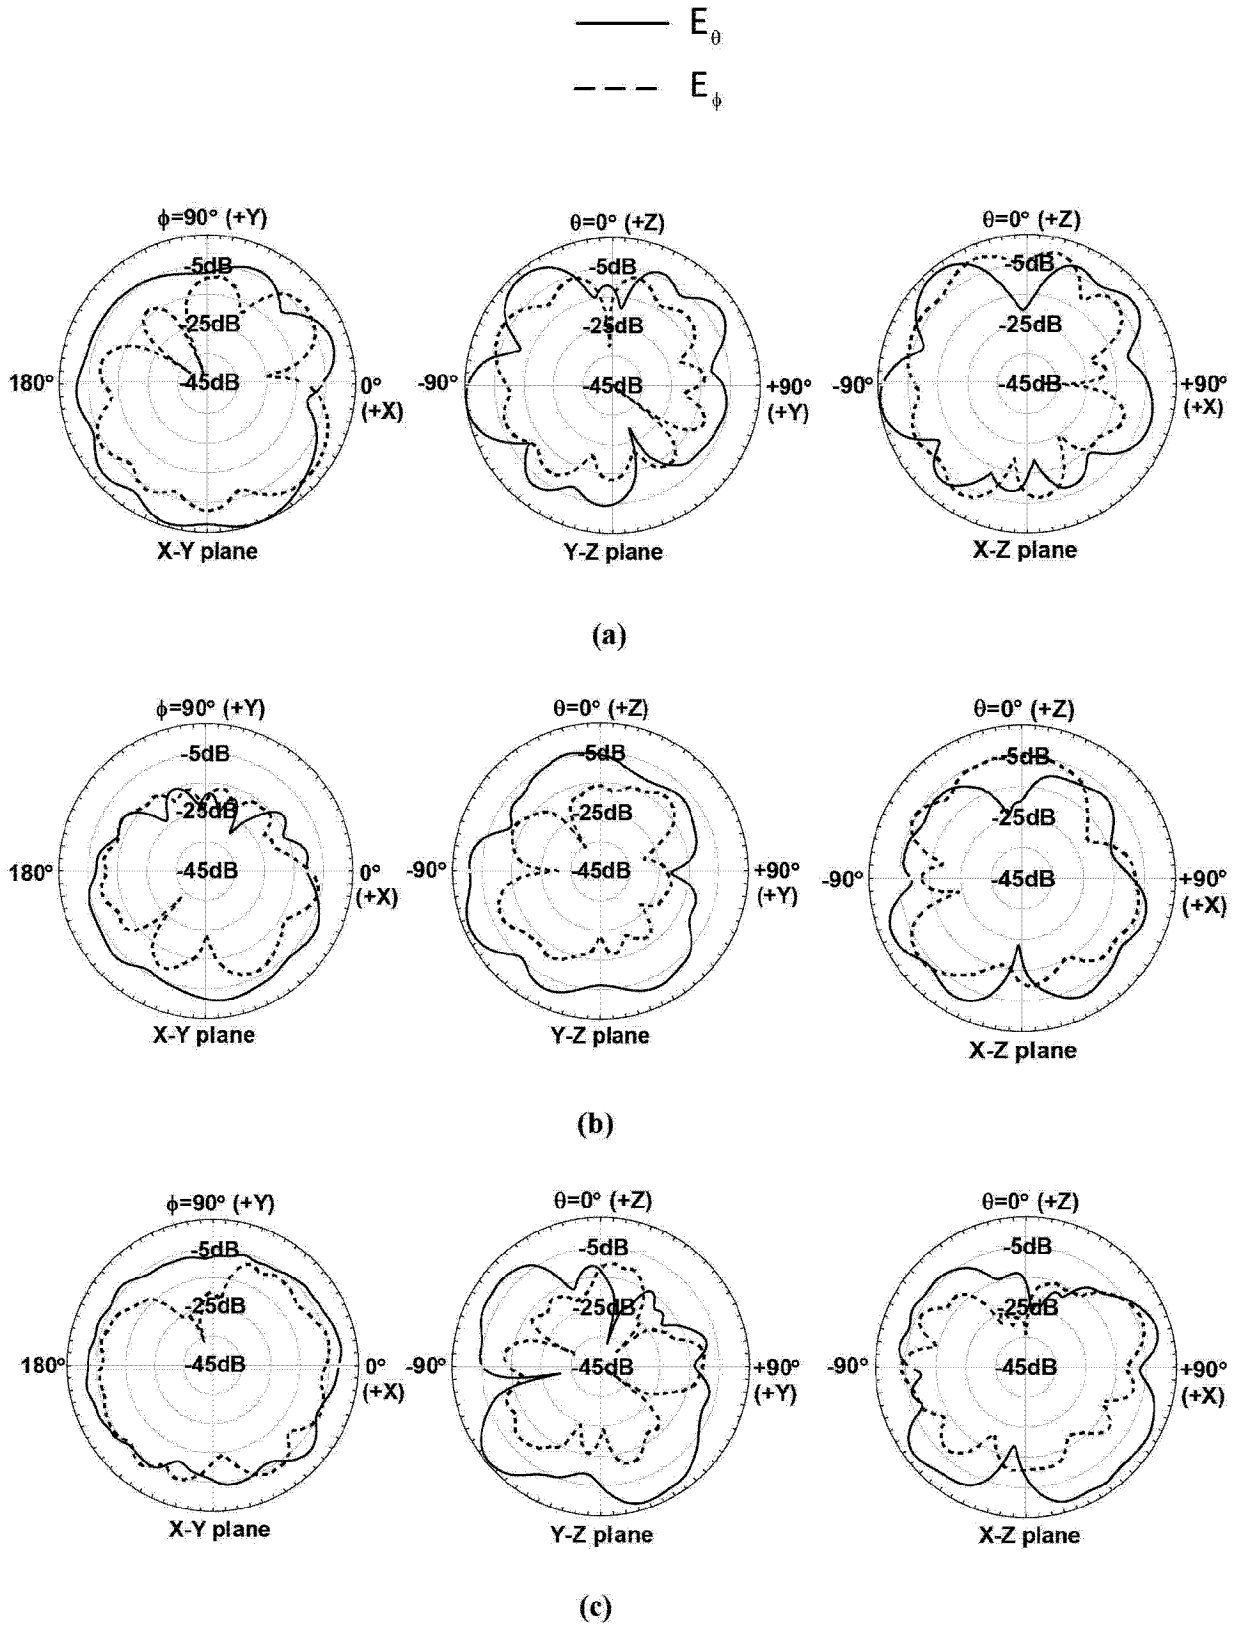 E_θ
E_ϕ
ϕ=90° (+Y) θ=0° (+Z) θ=0° (+Z)
-5dB -5dB -5dB
-25dB -25dB -25dB
180° -45dB 0° (+X) -90° -45dB +90° (+Y) -90° -45dB +90° (+X)
X-Y plane Y-Z plane X-Z plane
(a)
ϕ=90° (+Y) θ=0° (+Z) θ=0° (+Z)
-5dB -5dB -5dB
-25dB -25dB -25dB
180° -45dB 0° (+X) -90° -45dB +90° (+Y) -90° -45dB +90° (+X)
X-Y plane Y-Z plane X-Z plane
(b)
ϕ=90° (+Y) θ=0° (+Z) θ=0° (+Z)
-5dB -5dB -5dB
-25dB -25dB -25dB
180° -45dB 0° (+X) -90° -45dB +90° (+Y) -90° -45dB +90° (+X)
X-Y plane Y-Z plane X-Z plane
(c)